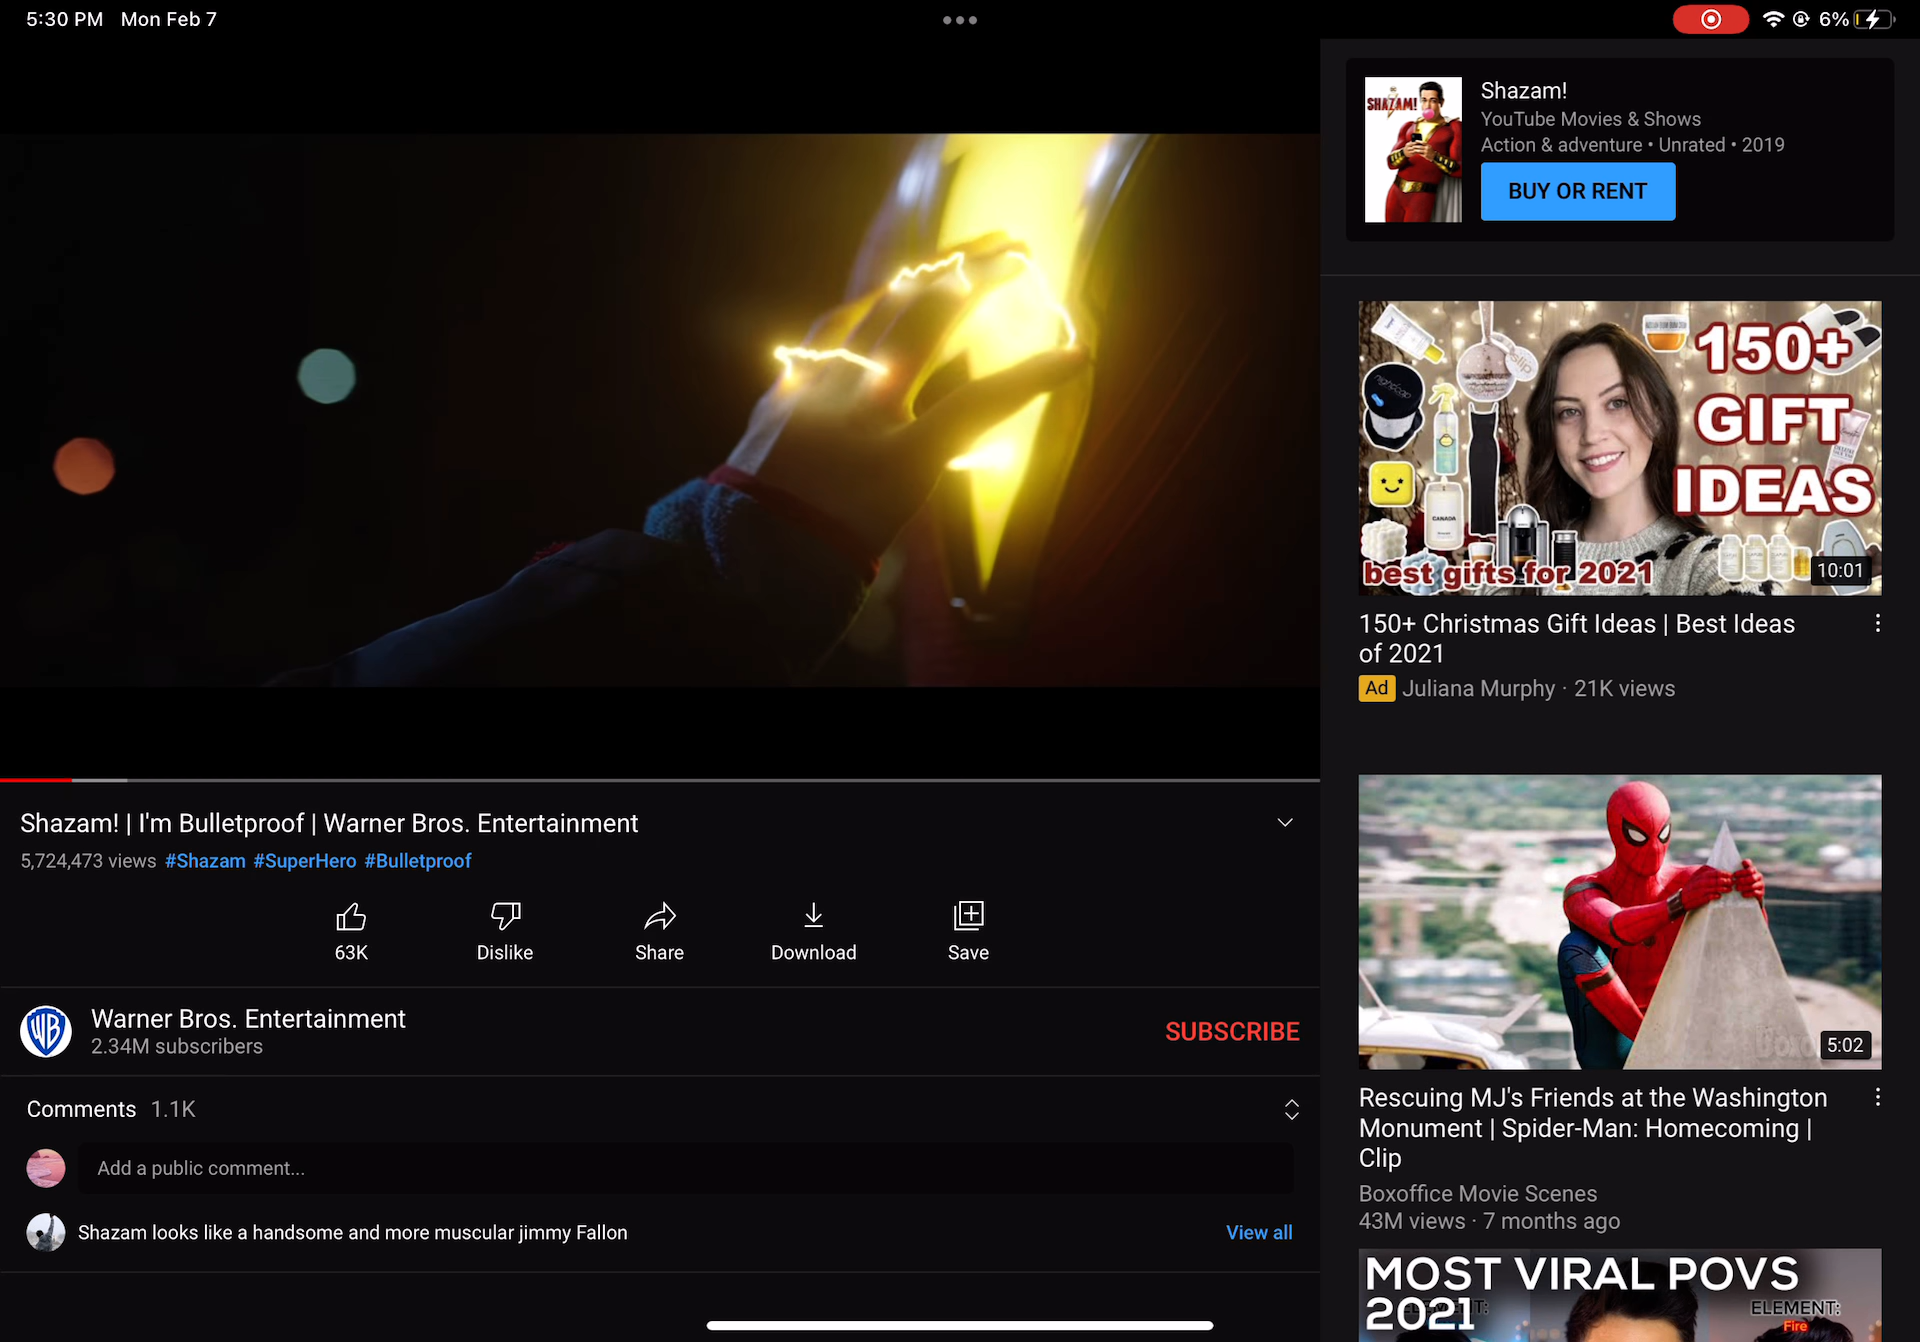 5:30 PM Mon Feb 7
6%
SHAZAM!
Shazam!
YouTube Movies & Shows
Action & adventure • Unrated • 2019
BUY OR RENT
150+
GIFT
IDEAS
best gifts for 2021
CANADA
10:01
150+ Christmas Gift Ideas | Best Ideas
of 2021
Ad Juliana Murphy · 21K views
5:02
Rescuing MJ's Friends at the Washington
Monument | Spider-Man: Homecoming |
Clip
Boxoffice Movie Scenes
43M views · 7 months ago
MOST VIRAL POVS
2021
ELEMENT:
Fire
Shazam! | I'm Bulletproof | Warner Bros. Entertainment
5,724,473 views #Shazam #SuperHero #Bulletproof
63K Dislike Share Download Save
WB
Warner Bros. Entertainment
2.34M subscribers
SUBSCRIBE
Comments 1.1K
Add a public comment...
Shazam looks like a handsome and more muscular jimmy Fallon
View all